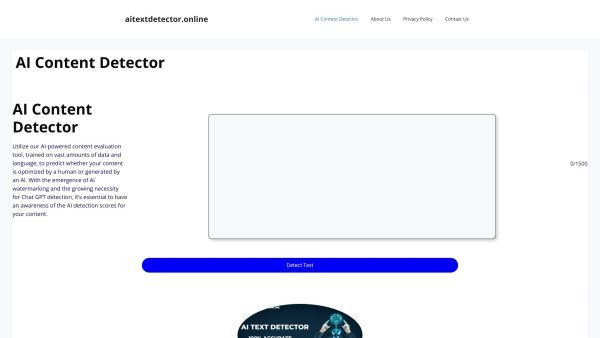 aitextdetector.online
AI Content Detector
About Us
Privacy Policy
Contact Us
AI Content Detector
AI Content
Detector
Utilize our AI-powered content evaluation
tool, trained on vast amounts of data and
language, to predict whether your content
is optimized by a human or generated by
an AI. With the emergence of AI
watermarking and the growing necessity
for Chat GPT detection, it's essential to have
an awareness of the AI detection scores for
your content.
0/1500
Detect Text
AI TEXT DETECTOR
100% ACCURATE